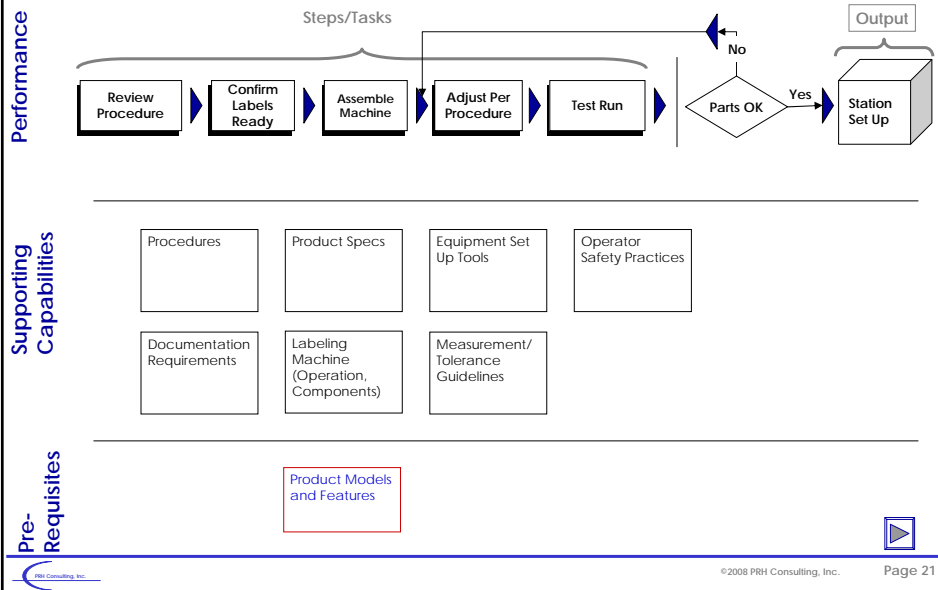 Performance
Steps/Tasks
Output
No
Review
Procedure
Confirm
Labels
Ready
Assemble
Machine
Adjust Per
Procedure
Test Run
Parts OK
Yes
Station
Set Up
Supporting
Capabilities
Procedures
Product Specs
Equipment Set
Up Tools
Operator
Safety Practices
Documentation
Requirements
Labeling
Machine
(Operation,
Components)
Measurement/
Tolerance
Guidelines
Pre-
Requisites
Product Models
and Features
PRH Consulting, Inc.
©2008 PRH Consulting, Inc.
Page 21